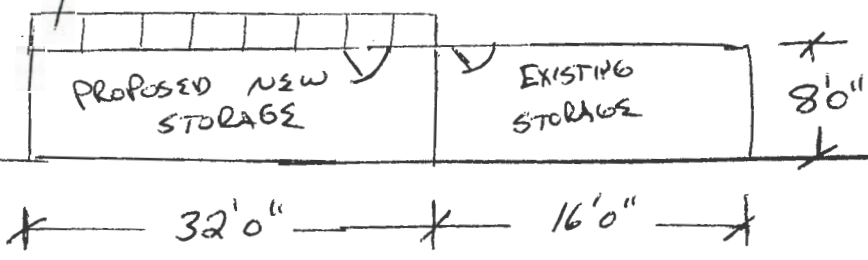 PROPOSED NEW
STORAGE
EXISTING
STORAGE
8'0"
32'0"
16'0"